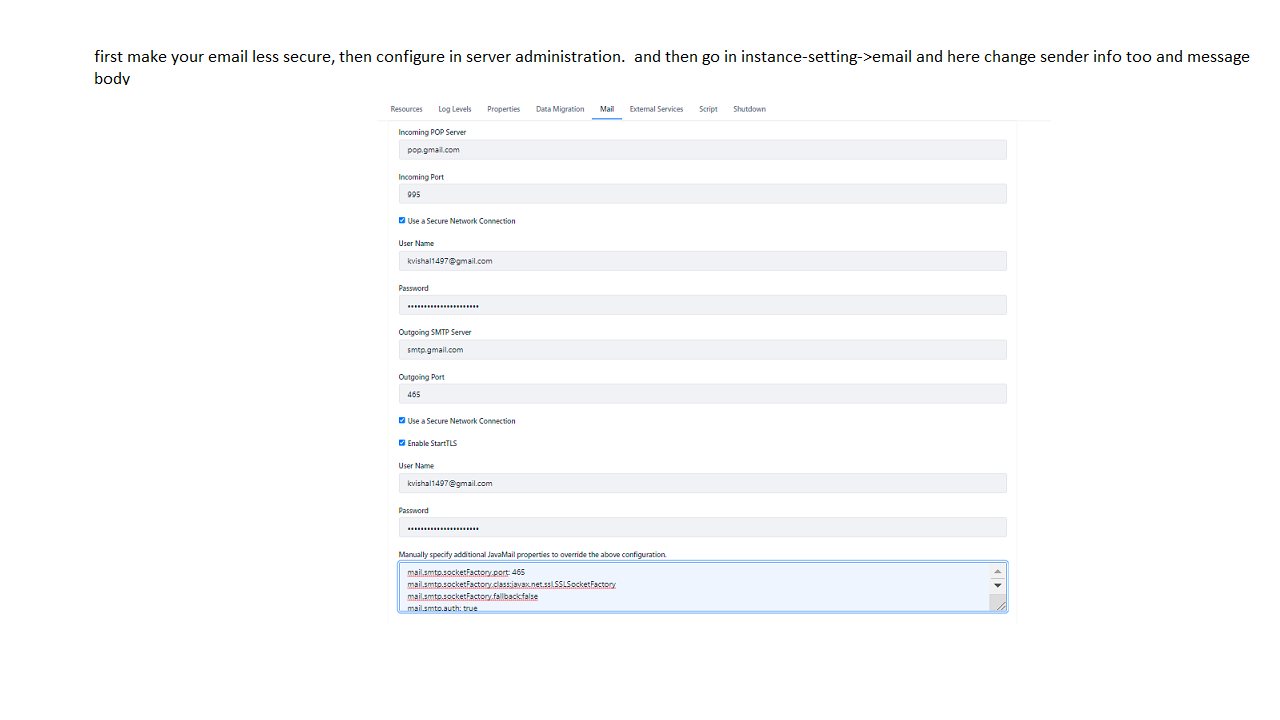 first make your email less secure, then configure in server administration.  and then go in instance-setting->email and here change sender info too and message
body
Resources Log Levels Properties Data Migration Mail External Services Script Shutdown
Incoming POP Server
pop.gmail.com
Incoming Port
995
Use a Secure Network Connection
User Name
kvishal1497@gmail.com
Password
••••••••••••••••••••••
Outgoing SMTP Server
smtp.gmail.com
Outgoing Port
465
Use a Secure Network Connection
Enable StartTLS
User Name
kvishal1497@gmail.com
Password
••••••••••••••••••••••
Manually specify additional JavaMail properties to override the above configuration.
mail.smtp.socketFactory.port: 465
mail.smtp.socketFactory.class:javax.net.ssl.SSLSocketFactory
mail.smtp.socketFactory.fallback:false
mail.smtp.auth: true